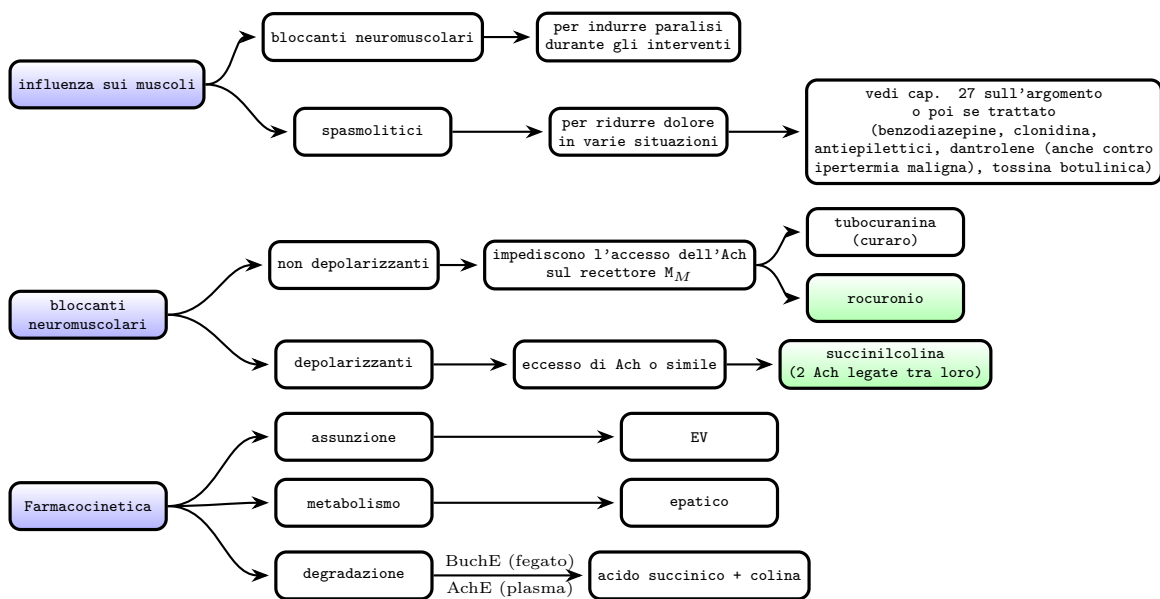 influenza sui muscoli
bloccanti neuromuscolari
per indurre paralisi
durante gli interventi
spasmolitici
per ridurre dolore
in varie situazioni
vedi cap. 27 sull'argomento
o poi se trattato
(benzodiazepine, clonidina,
antiepilettici, dantrolene (anche contro
ipertermia maligna), tossina botulinica)
bloccanti
neuromuscolari
non depolarizzanti
impediscono l'accesso dell'Ach
sul recettore M_M
tubocuranina
(curaro)
rocuronio
depolarizzanti
eccesso di Ach o simile
succinilcolina
(2 Ach legate tra loro)
Farmacocinetica
assunzione
EV
metabolismo
epatico
degradazione
BuchE (fegato)
AchE (plasma)
acido succinico + colina